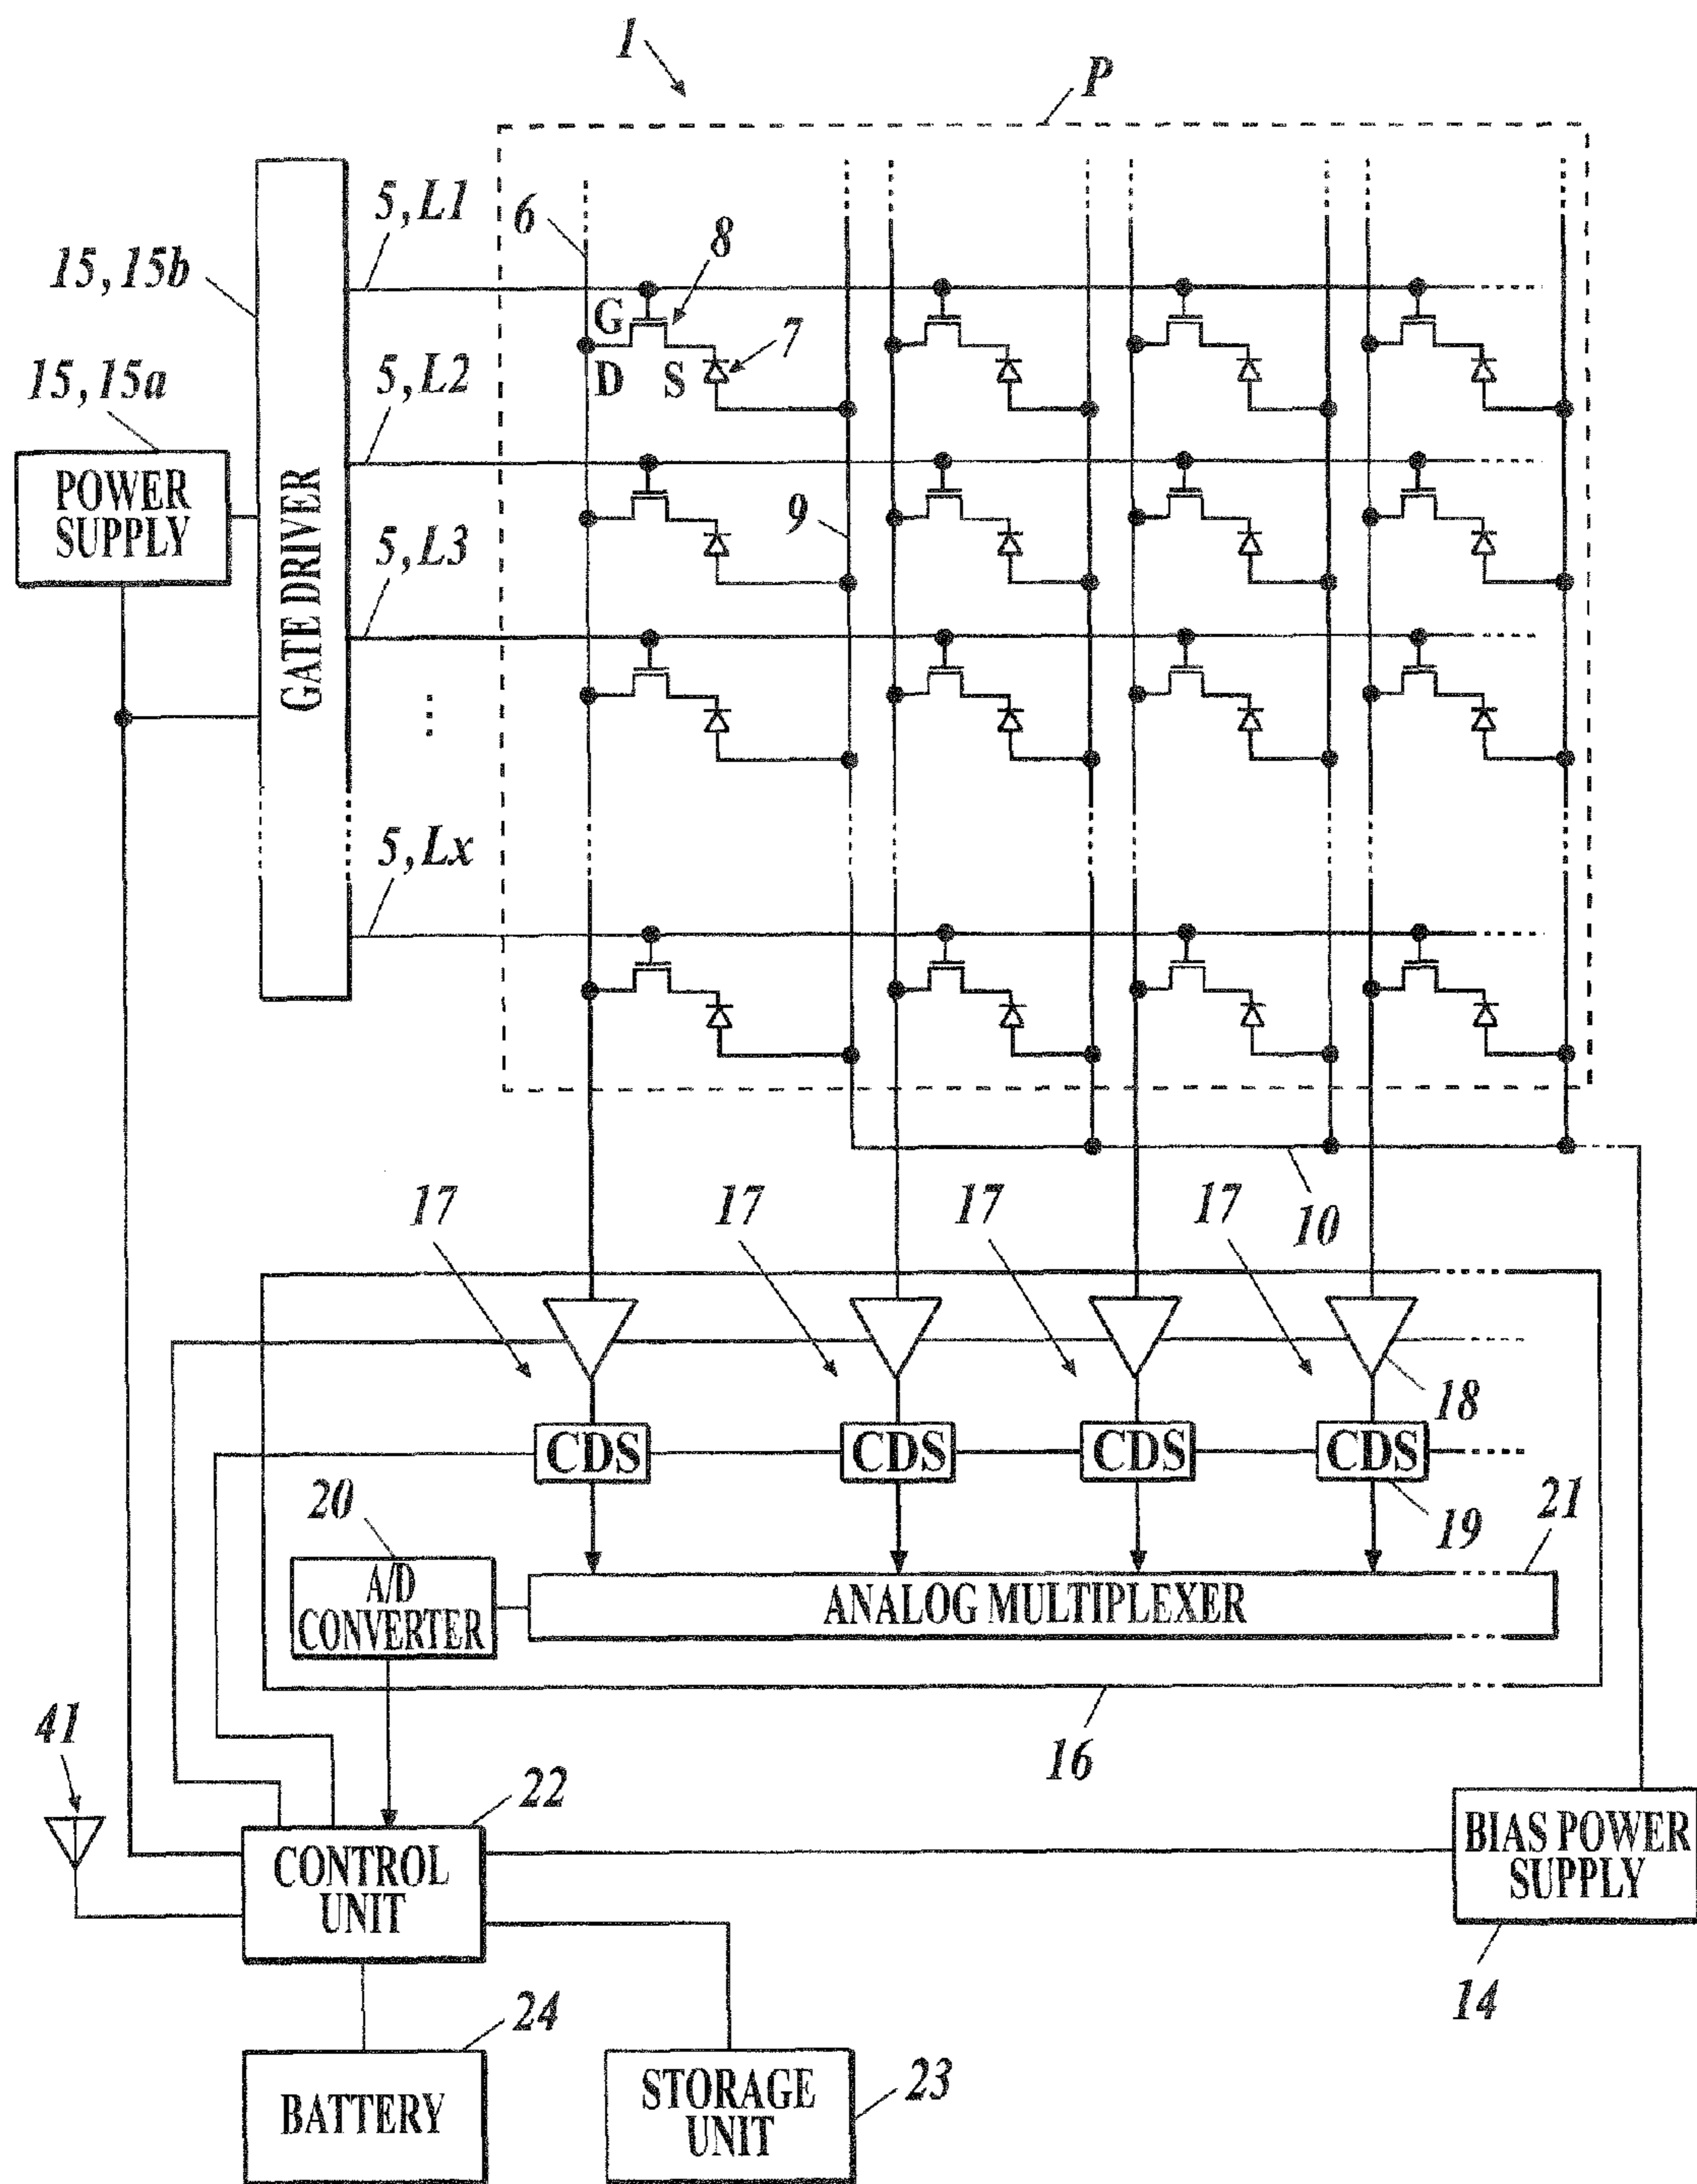 1
P
5, L1
6
8
15, 15b
G
7
D
S
5, L2
15, 15a
POWER
SUPPLY
GATE DRIVER
9
5, L3
5, Lx
17
17
17
17
10
18
CDS
CDS
CDS
CDS
20
19
21
A/D
CONVERTER
ANALOG MULTIPLEXER
41
16
22
CONTROL
UNIT
BIAS POWER
SUPPLY
14
24
BATTERY
STORAGE
UNIT
23